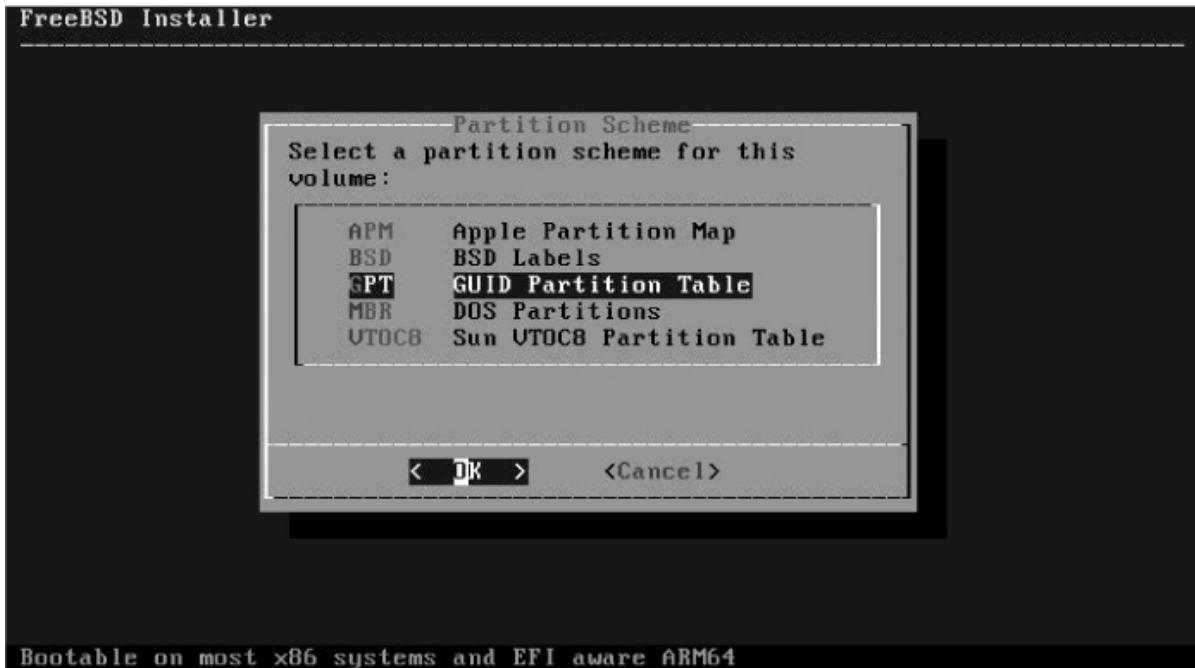 FreeBSD Installer
Partition Scheme
Select a partition scheme for this
volume:
APM Apple Partition Map
BSD BSD Labels
GPT GUID Partition Table
MBR DOS Partitions
VTOC8 Sun VTOC8 Partition Table
< OK > <Cancel>
Bootable on most x86 systems and EFI aware ARM64